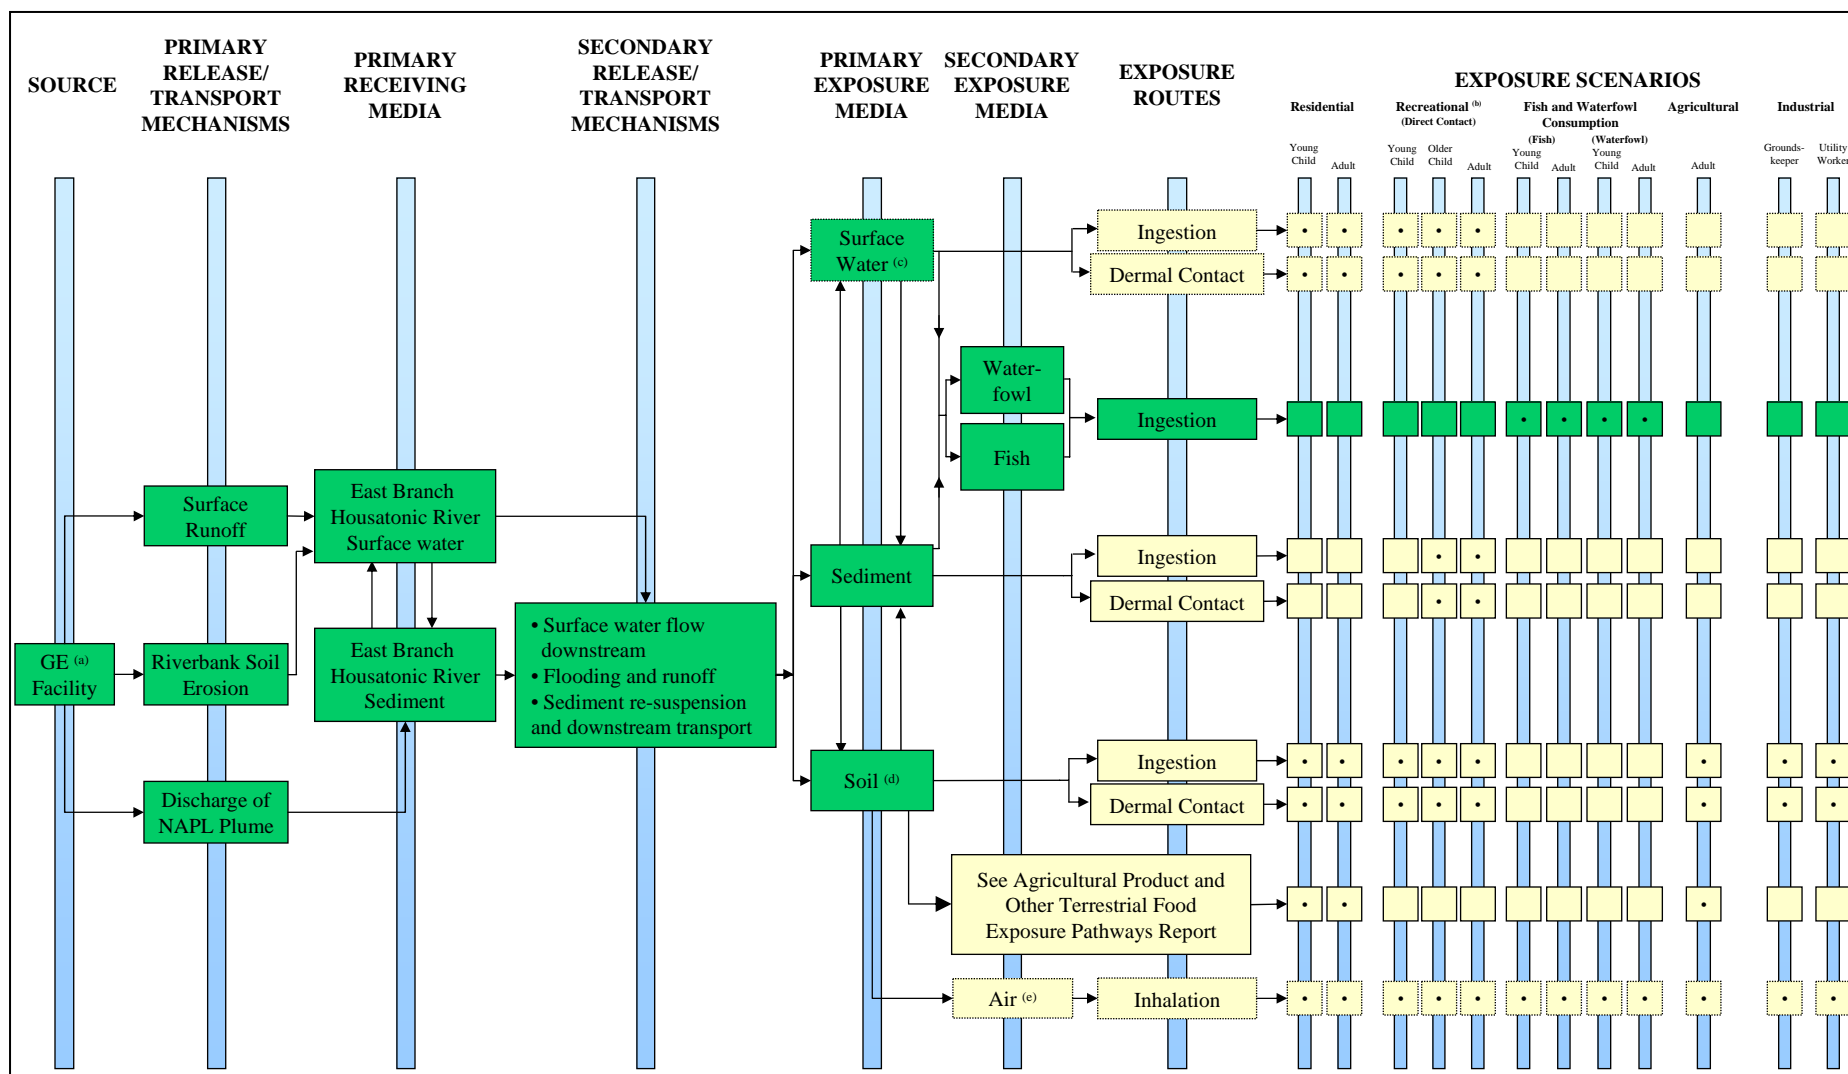 SOURCE
PRIMARY
RELEASE/
TRANSPORT
MECHANISMS
PRIMARY
RECEIVING
MEDIA
SECONDARY
RELEASE/
TRANSPORT
MECHANISMS
PRIMARY
EXPOSURE
MEDIA
SECONDARY
EXPOSURE
MEDIA
EXPOSURE
ROUTES
EXPOSURE SCENARIOS
Residential
Recreational (b)
(Direct Contact)
Fish and Waterfowl
Consumption
(Fish)
(Waterfowl)
Agricultural
Industrial
Young
Child
Adult
Young
Child
Older
Child
Adult
Young
Child
Adult
Young
Child
Adult
Adult
Grounds-
keeper
Utility
Worker
GE (a)
Facility
Surface
Runoff
Riverbank Soil
Erosion
Discharge of
NAPL Plume
East Branch
Housatonic River
Surface water
East Branch
Housatonic River
Sediment
• Surface water flow
downstream
• Flooding and runoff
• Sediment re-suspension
and downstream transport
Surface
Water (c)
Sediment
Soil (d)
Water-
fowl
Fish
See Agricultural Product and
Other Terrestrial Food
Exposure Pathways Report
Air (e)
Ingestion
Dermal Contact
Ingestion
Ingestion
Dermal Contact
Ingestion
Dermal Contact
Inhalation